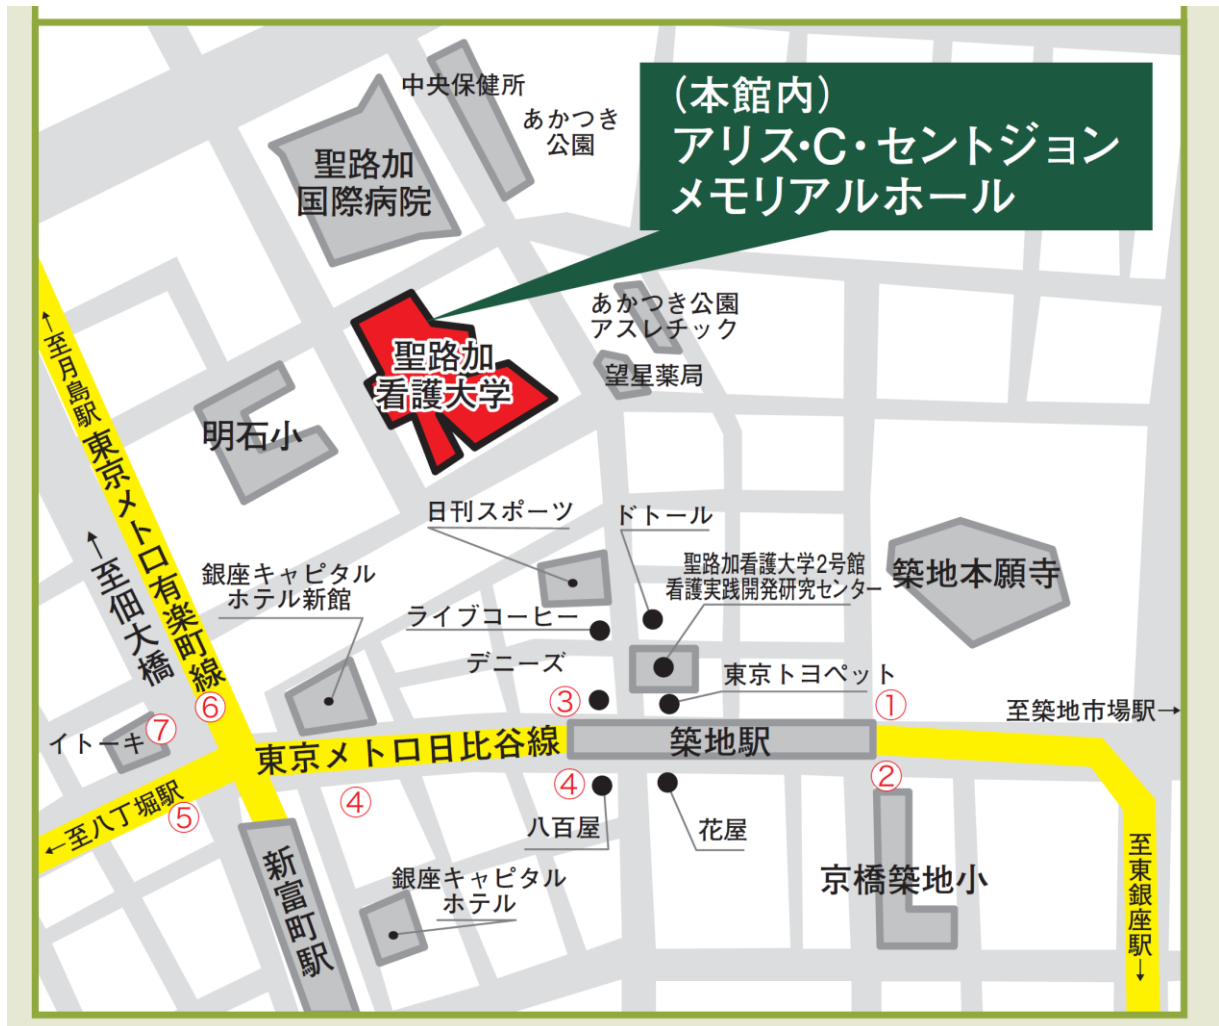 中央保健所
あかつき
公園
（本館内）
アリス・C・セントジョン
メモリアルホール
聖路加
国際病院
あかつき公園
アスレチック
望星薬局
聖路加
看護大学
明石小
←至月島駅
東京メトロ有楽町線
←至佃大橋
日刊スポーツ
ドトール
聖路加看護大学2号館
看護実践開発研究センター
築地本願寺
銀座キャピタル
ホテル新館
ライブコーヒー
デニーズ
東京トヨペット
⑥
③
①
至築地市場駅→
⑦
イトーキ
東京メトロ日比谷線
築地駅
②
④
④
⑤
←至八丁堀駅
八百屋
花屋
新富町駅
銀座キャピタル
ホテル
京橋築地小
至東銀座駅→